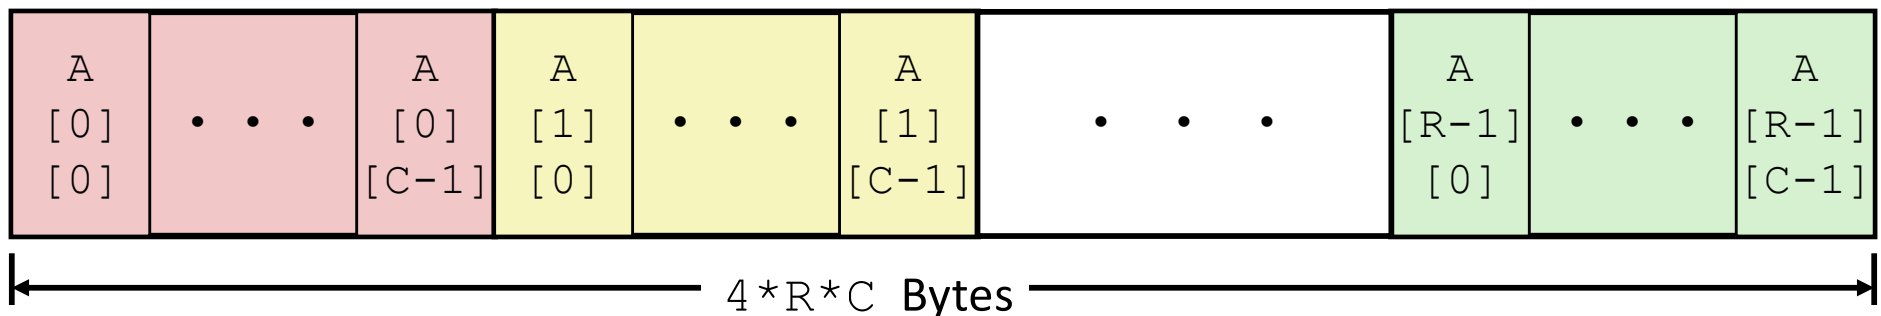 A
[0]
[0]
• • •
A
[0]
[C-1]
A
[1]
[0]
• • •
A
[1]
[C-1]
• • •
A
[R-1]
[0]
• • •
A
[R-1]
[C-1]
4*R*C Bytes